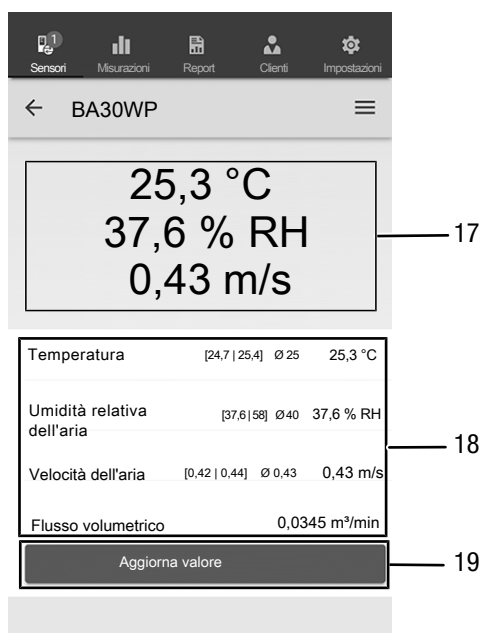 1
Sensori Misurazioni Report Clienti Impostazioni
BA30WP
25,3 °C
37,6 % RH
0,43 m/s
17
Temperatura [24,7 | 25,4] Ø 25 25,3 °C
Umidità relativa dell'aria [37,6 | 58] Ø 40 37,6 % RH
18
Velocità dell'aria [0,42 | 0,44] Ø 0,43 0,43 m/s
Flusso volumetrico 0,0345 m³/min
Aggiorna valore
19